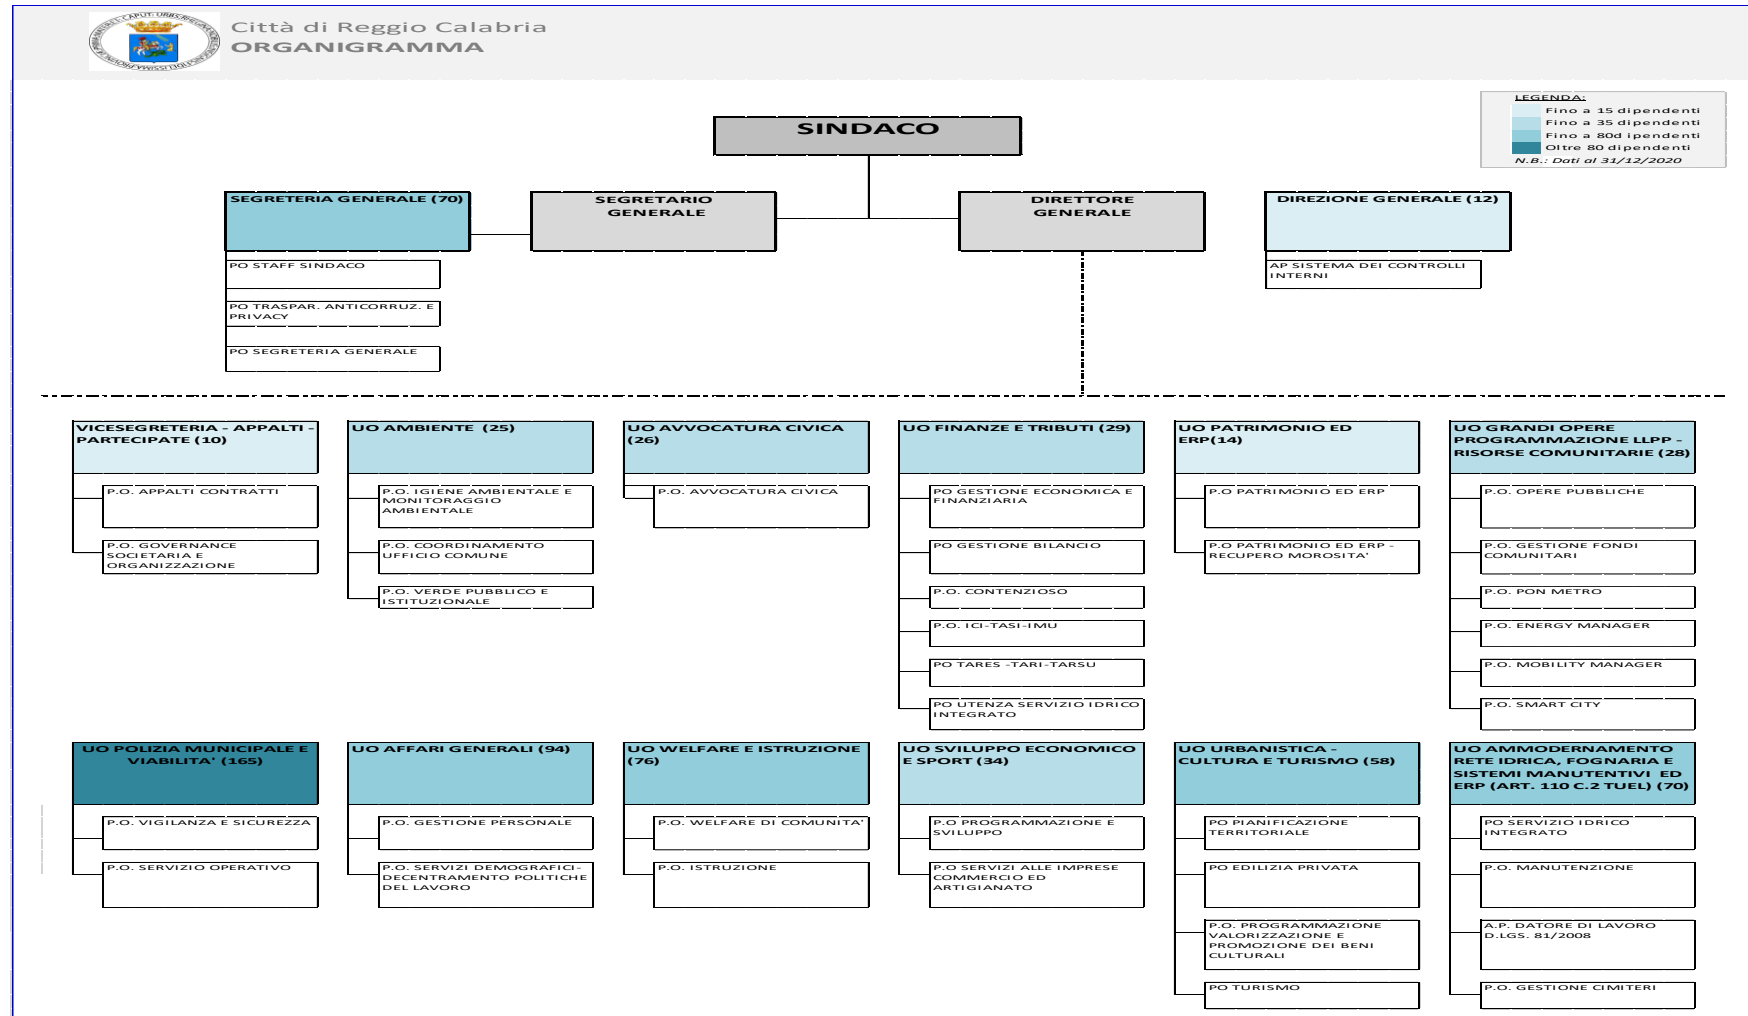 Città di Reggio Calabria
ORGANIGRAMMA
LEGENDA:
Fino a 15 dipendenti
Fino a 35 dipendenti
Fino a 80d ipendenti
Oltre 80 dipendenti
N.B.: Dati al 31/12/2020
SINDACO
SEGRETERIA GENERALE (70)
SEGRETARIO
GENERALE
DIRETTORE
GENERALE
DIREZIONE GENERALE (12)
PO STAFF SINDACO
PO TRASPAR. ANTICORRUZ. E
PRIVACY
PO SEGRETERIA GENERALE
AP SISTEMA DEI CONTROLLI
INTERNI
VICESEGRETERIA - APPALTI -
PARTECIPATE (10)
P.O. APPALTI CONTRATTI
P.O. GOVERNANCE
SOCIETARIA E
ORGANIZZAZIONE
UO AMBIENTE (25)
P.O. IGIENE AMBIENTALE E
MONITORAGGIO
AMBIENTALE
P.O. COORDINAMENTO
UFFICIO COMUNE
P.O. VERDE PUBBLICO E
ISTITUZIONALE
UO AVVOCATURA CIVICA
(26)
P.O. AVVOCATURA CIVICA
UO FINANZE E TRIBUTI (29)
PO GESTIONE ECONOMICA E
FINANZIARIA
PO GESTIONE BILANCIO
P.O. CONTENZIOSO
P.O. ICI-TASI-IMU
PO TARES -TARI-TARSU
PO UTENZA SERVIZIO IDRICO
INTEGRATO
UO PATRIMONIO ED
ERP(14)
P.O PATRIMONIO ED ERP
P.O PATRIMONIO ED ERP -
RECUPERO MOROSITA'
UO GRANDI OPERE
PROGRAMMAZIONE LLPP -
RISORSE COMUNITARIE (28)
P.O. OPERE PUBBLICHE
P.O. GESTIONE FONDI
COMUNITARI
P.O. PON METRO
P.O. ENERGY MANAGER
P.O. MOBILITY MANAGER
P.O. SMART CITY
UO POLIZIA MUNICIPALE E
VIABILITA' (165)
P.O. VIGILANZA E SICUREZZA
P.O. SERVIZIO OPERATIVO
UO AFFARI GENERALI (94)
P.O. GESTIONE PERSONALE
P.O. SERVIZI DEMOGRAFICI-
DECENTRAMENTO POLITICHE
DEL LAVORO
UO WELFARE E ISTRUZIONE
(76)
P.O. WELFARE DI COMUNITA'
P.O. ISTRUZIONE
UO SVILUPPO ECONOMICO
E SPORT (34)
P.O PROGRAMMAZIONE E
SVILUPPO
P.O SERVIZI ALLE IMPRESE
COMMERCIO ED
ARTIGIANATO
UO URBANISTICA -
CULTURA E TURISMO (58)
PO PIANIFICAZIONE
TERRITORIALE
PO EDILIZIA PRIVATA
P.O. PROGRAMMAZIONE
VALORIZZAZIONE E
PROMOZIONE DEI BENI
CULTURALI
PO TURISMO
UO AMMODERNAMENTO
RETE IDRICA, FOGNARIA E
SISTEMI MANUTENTIVI ED
ERP (ART. 110 C.2 TUEL) (70)
PO SERVIZIO IDRICO
INTEGRATO
P.O. MANUTENZIONE
A.P. DATORE DI LAVORO
D.LGS. 81/2008
P.O. GESTIONE CIMITERI